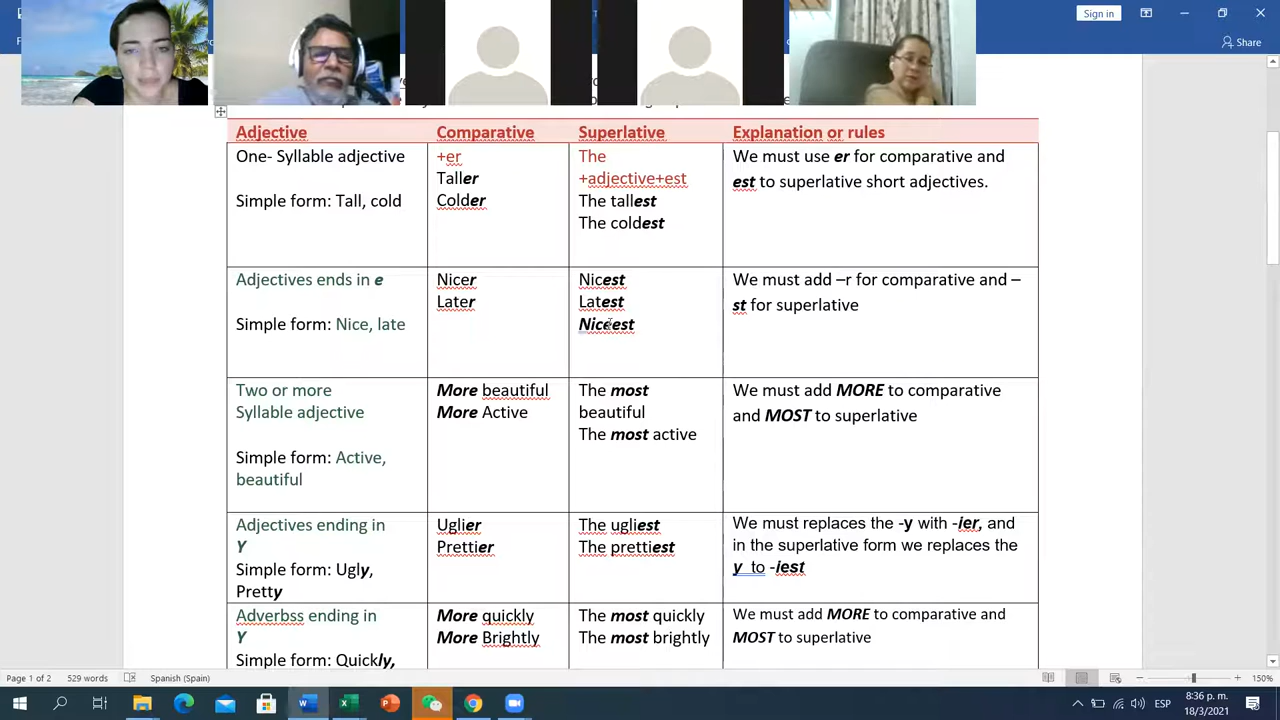 Sign in
Share
Adjective Comparative Superlative Explanation or rules
One- Syllable adjective
Simple form: Tall, cold
+er
Taller
Colder
The
+adjective+est
The tallest
The coldest
We must use er for comparative and
est to superlative short adjectives.
Adjectives ends in e
Simple form: Nice, late
Nicer
Later
Nicest
Latest
Niceest
We must add –r for comparative and –
st for superlative
Two or more
Syllable adjective
Simple form: Active,
beautiful
More beautiful
More Active
The most
beautiful
The most active
We must add MORE to comparative
and MOST to superlative
Adjectives ending in
Y
Simple form: Ugly,
Pretty
Uglier
Prettier
The ugliest
The prettiest
We must replaces the -y with -ier, and
in the superlative form we replaces the
y to -iest
Adverbss ending in
Y
Simple form: Quickly,
More quickly
More Brightly
The most quickly
The most brightly
We must add MORE to comparative and
MOST to superlative
Page 1 of 2 529 words Spanish (Spain) 150%
ESP 8:36 p. m.
18/3/2021